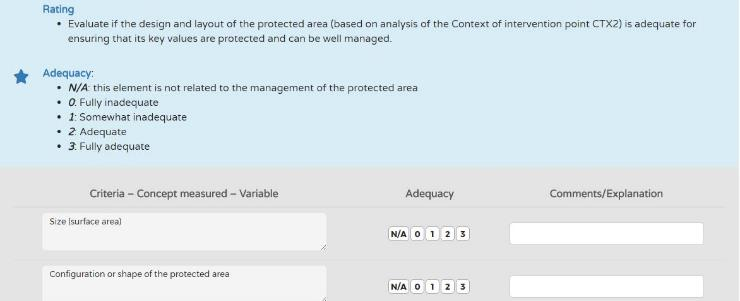 Rating
• Evaluate if the design and layout of the protected area (based on analysis of the Context of intervention point CTX2) is adequate for
ensuring that its key values are protected and can be well managed.
Adequacy:
• N/A: this element is not related to the management of the protected area
• 0: Fully inadequate
• 1: Somewhat inadequate
• 2: Adequate
• 3: Fully adequate
Criteria – Concept measured – Variable Adequacy Comments/Explanation
Size (surface area)
N/A 0 1 2 3
Configuration or shape of the protected area
N/A 0 1 2 3